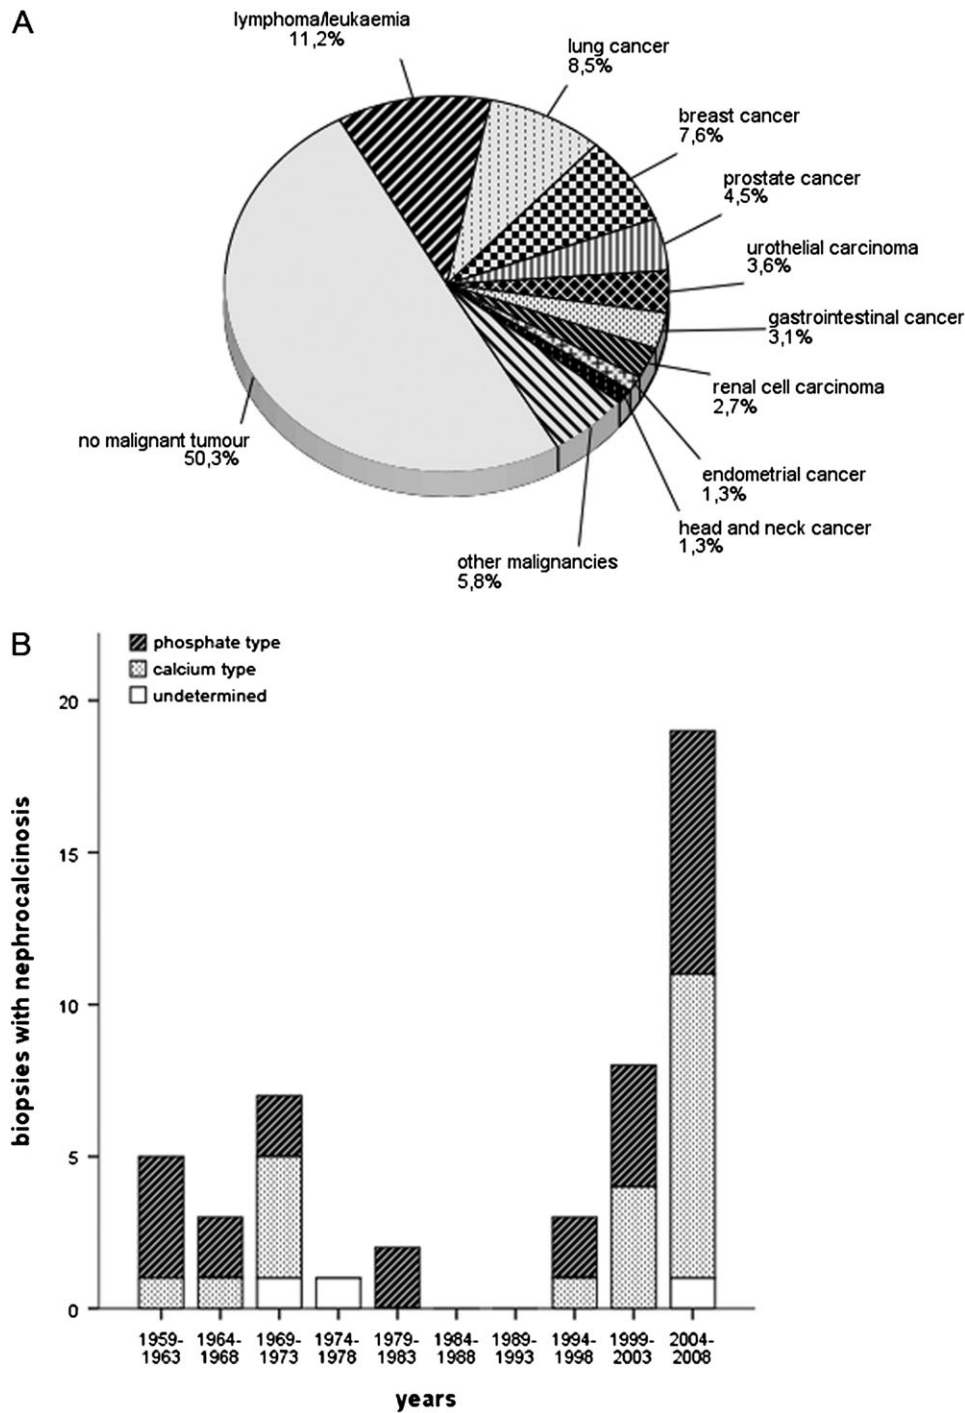 A
lymphoma/leukaemia
11,2%
lung cancer
8,5%
breast cancer
7,6%
prostate cancer
4,5%
urothelial carcinoma
3,6%
gastrointestinal cancer
3,1%
renal cell carcinoma
2,7%
endometrial cancer
1,3%
head and neck cancer
1,3%
other malignancies
5,8%
no malignant tumour
50,3%
B
phosphate type
calcium type
undetermined
biopsies with nephrocalcinosis
20
15
10
5
0
1959-
1963
1964-
1968
1969-
1973
1974-
1978
1979-
1983
1984-
1988
1989-
1993
1994-
1998
1999-
2003
2004-
2008
years